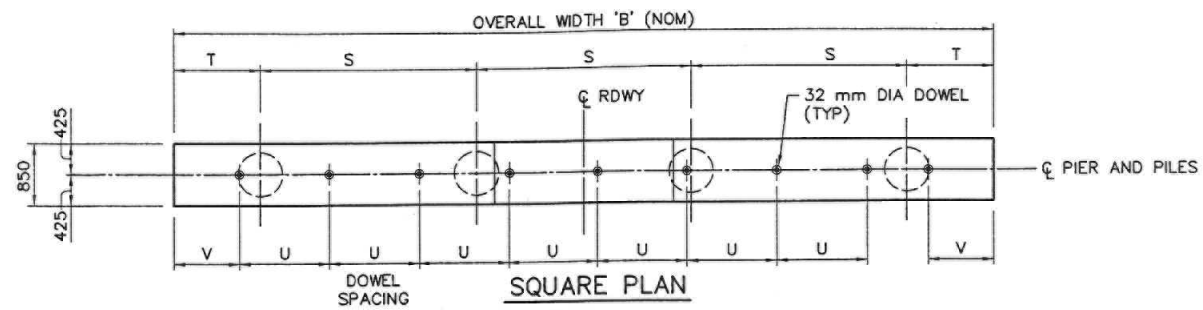 OVERALL WIDTH 'B' (NOM)
T S S S T
℄ RDWY
32 mm DIA DOWEL
(TYP)
425
850
425
℄ PIER AND PILES
V U U U U U U U V
DOWEL
SPACING
SQUARE PLAN